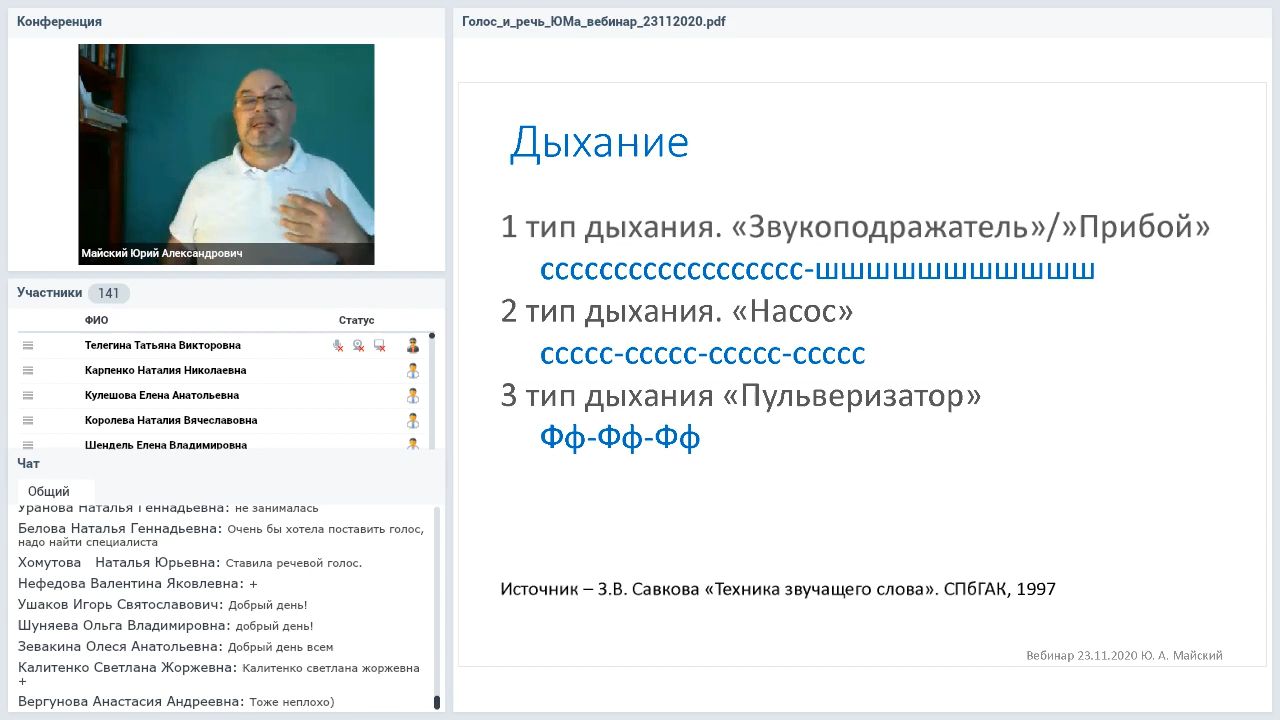 Конференция
Майский Юрий Александрович
Участники 141
ФИО Статус
Телегина Татьяна Викторовна
Карпенко Наталия Николаевна
Кулешова Елена Анатольевна
Королева Наталия Вячеславовна
Шендель Елена Владимировна
Чат
Общий
Уранова Наталья Геннадьевна: не занималась
Белова Наталья Геннадьевна: Очень бы хотела поставить голос,
надо найти специалиста
Хомутова Наталья Юрьевна: Ставила речевой голос.
Нефедова Валентина Яковлевна: +
Ушаков Игорь Святославович: Добрый день!
Шуняева Ольга Владимировна: добрый день!
Зевакина Олеся Анатольевна: Добрый день всем
Калитенко Светлана Жоржевна: Калитенко светлана жоржевна
+
Вергунова Анастасия Андреевна: Тоже неплохо)
Голос_и_речь_ЮМа_вебинар_23112020.pdf
Дыхание
1 тип дыхания. «Звукоподражатель»/»Прибой»
сссссссссссссссссс-шшшшшшшшшшш
2 тип дыхания. «Насос»
ссссс-ссссс-ссссс-ссссс
3 тип дыхания «Пульверизатор»
Фф-Фф-Фф
Источник – З.В. Савкова «Техника звучащего слова». СПбГАК, 1997
Вебинар 23.11.2020 Ю. А. Майский